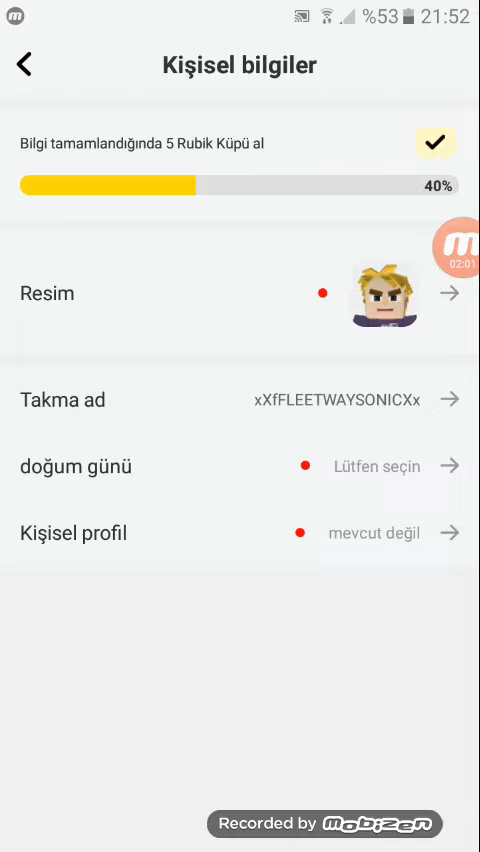 %53 21:52
Kişisel bilgiler
Bilgi tamamlandığında 5 Rubik Küpü al
40%
02:01
Resim
Takma ad xXfFLEETWAYSONICXx
doğum günü Lütfen seçin
Kişisel profil mevcut değil
Recorded by mobizen